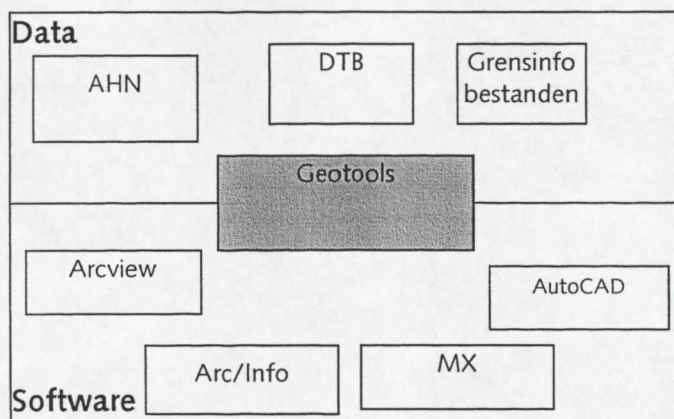 Data
AHN
DTB
Grensinfo
bestanden
Geotools
Arcview
AutoCAD
Arc/Info
MX
Software